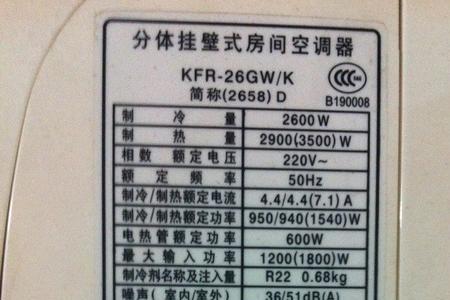 分体挂壁式房间空调器
KFR-26GW/K
简称(2658)D
CCC
B190008
制 冷 量 2600W
制 热 量 2900(3500)W
相数 额定电压 220V~
额 定 频 率 50Hz
制冷/制热额定电流 4.4/4.4(7.1)A
制冷/制热额定功率 950/940(1540)W
电热管额定功率 600W
最大输入功率 1200(1800)W
制冷剂名称及注入量 R22 0.68kg
噪声(室内/室外) 36/51dB(A)